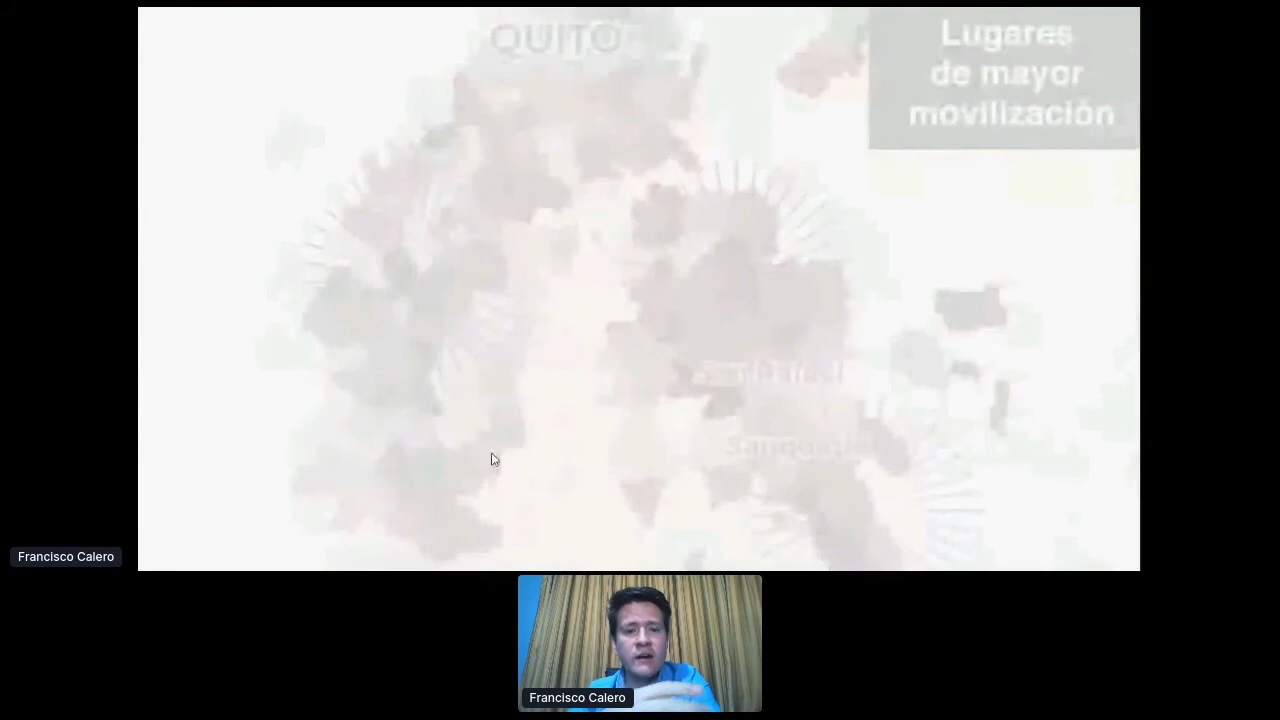 QUITO
Lugares
de mayor
movilización
Francisco Calero
Francisco Calero